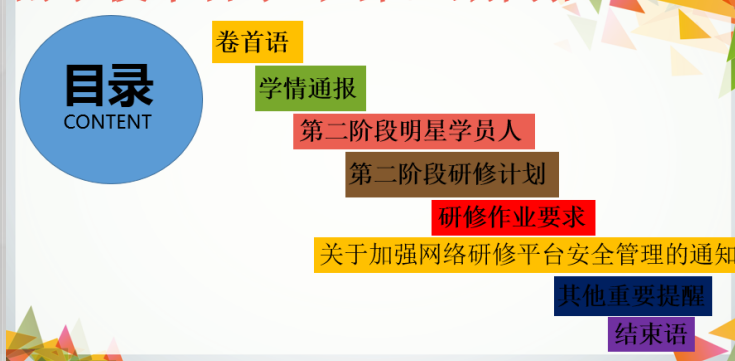 目录
CONTENT
卷首语
学情通报
第二阶段明星学员人
第二阶段研修计划
研修作业要求
关于加强网络研修平台安全管理的通知
其他重要提醒
结束语